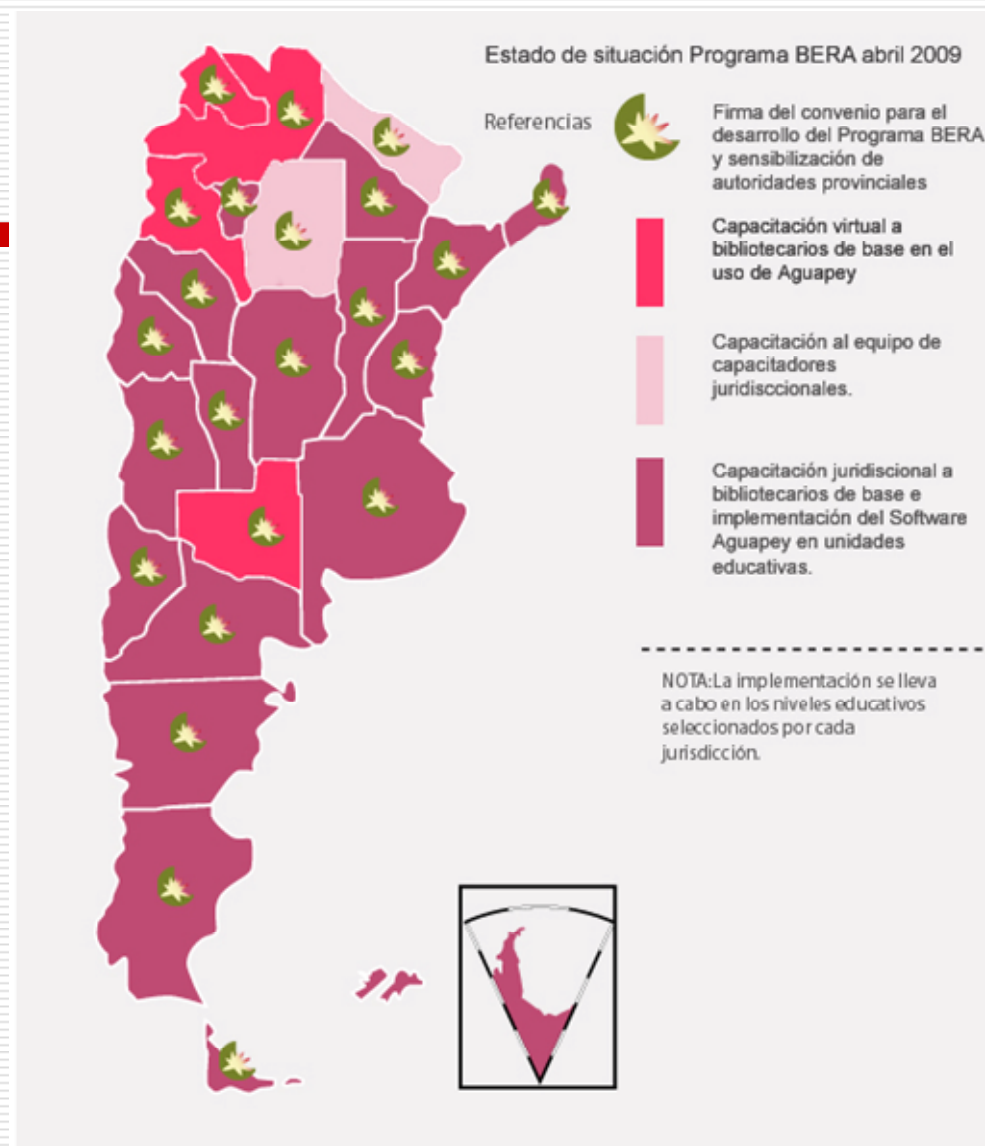 Estado de situación Programa BERA abril 2009
Referencias
Firma del convenio para el
desarrollo del Programa BERA
y sensibilización de
autoridades provinciales
Capacitación virtual a
bibliotecarios de base en el
uso de Aguapey
Capacitación al equipo de
capacitadores
juridisccionales.
Capacitación juridiscional a
bibliotecarios de base e
implementación del Software
Aguapey en unidades
educativas.
NOTA:La implementación se lleva
a cabo en los niveles educativos
seleccionados por cada
jurisdicción.